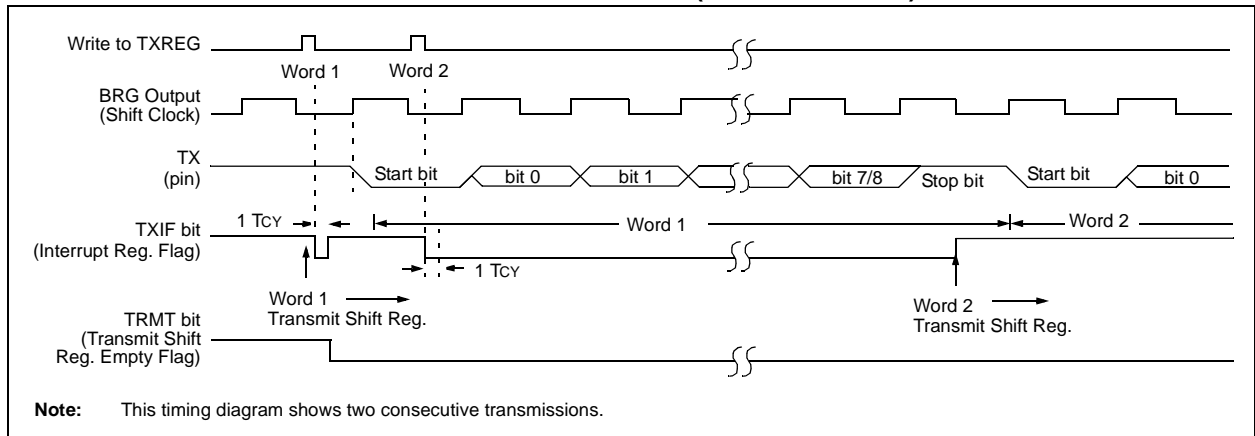 Write to TXREG
Word 1
Word 2
BRG Output
(Shift Clock)
TX
(pin)
Start bit
bit 0
bit 1
bit 7/8
Stop bit
Start bit
bit 0
1 TCY
TXIF bit
(Interrupt Reg. Flag)
Word 1
Word 2
1 TCY
Word 1
Transmit Shift Reg.
Word 2
Transmit Shift Reg.
TRMT bit
(Transmit Shift
Reg. Empty Flag)
Note: This timing diagram shows two consecutive transmissions.